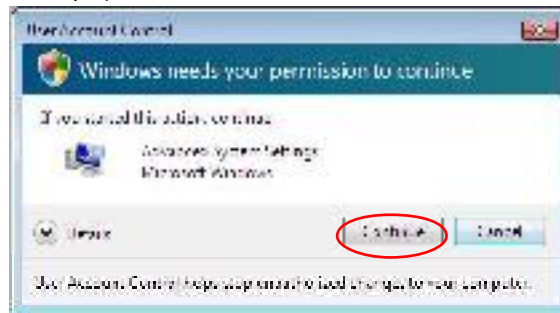 User Account Control
Windows needs your permission to continue
If you started this action, continue.
Advanced System Settings
Microsoft Windows
Details
Continue Cancel
User Account Control helps stop unauthorized changes to your computer.